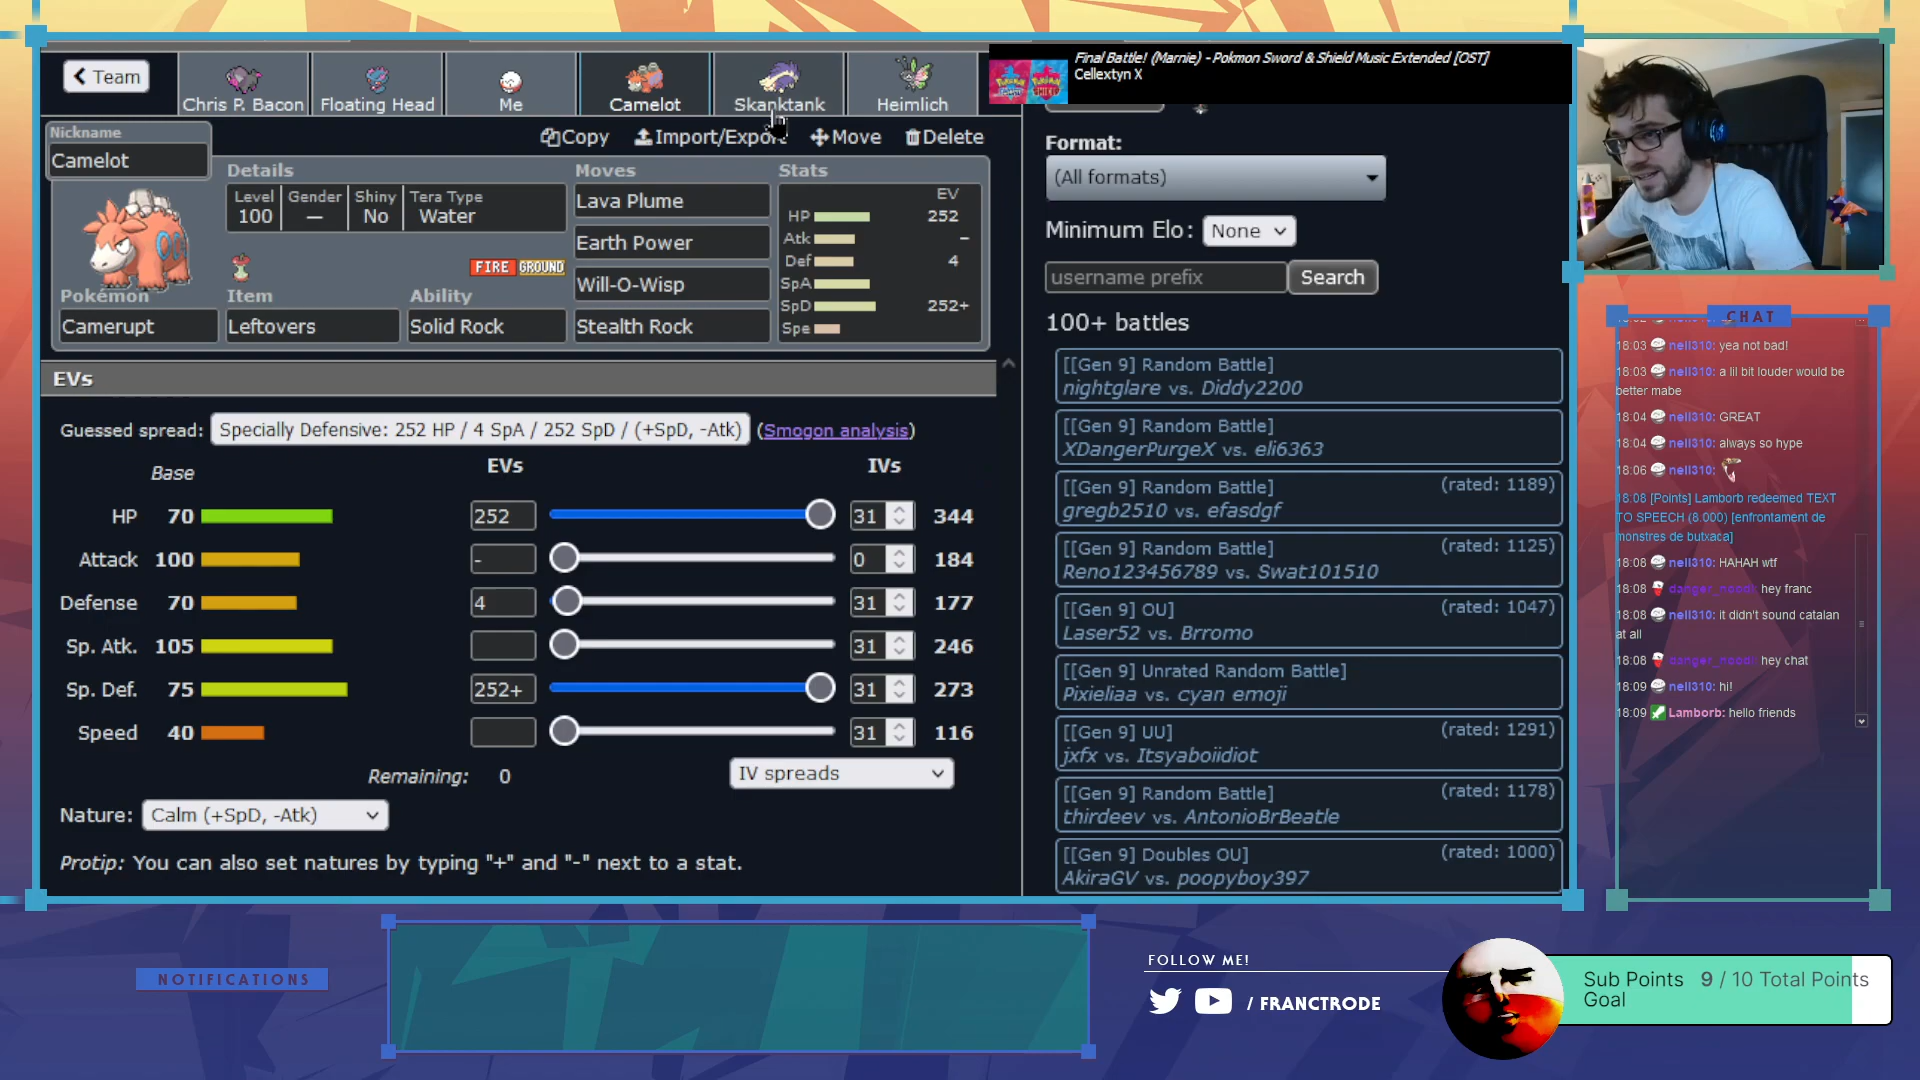 Team
Chris P. Bacon
Floating Head
Me
Camelot
Skanktank
Heimlich
Final Battle! (Marnie) - Pokmon Sword & Shield Music Extended [OST]
Cellextyn X
Copy
Import/Export
Move
Delete
Nickname
Camelot
Details
Level
100
Gender
—
Shiny
No
Tera Type
Water
FIRE GROUND
Pokémon
Camerupt
Item
Leftovers
Ability
Solid Rock
Moves
Lava Plume
Earth Power
Will-O-Wisp
Stealth Rock
Stats
EV
HP 252
Atk –
Def 4
SpA
SpD 252+
Spe
EVs
Guessed spread: Specially Defensive: 252 HP / 4 SpA / 252 SpD / (+SpD, -Atk) (Smogon analysis)
Base EVs IVs
HP 70 252 31 344
Attack 100 - 0 184
Defense 70 4 31 177
Sp. Atk. 105 31 246
Sp. Def. 75 252+ 31 273
Speed 40 31 116
Remaining: 0
IV spreads
Nature: Calm (+SpD, -Atk)
Protip: You can also set natures by typing "+" and "-" next to a stat.
Format:
(All formats)
Minimum Elo: None
username prefix Search
100+ battles
[[Gen 9] Random Battle]
nightglare vs. Diddy2200
[[Gen 9] Random Battle]
XDangerPurgeX vs. eli6363
[[Gen 9] Random Battle] (rated: 1189)
gregb2510 vs. efasdgf
[[Gen 9] Random Battle] (rated: 1125)
Reno123456789 vs. Swat101510
[[Gen 9] OU] (rated: 1047)
Laser52 vs. Brromo
[[Gen 9] Unrated Random Battle]
Pixieliaa vs. cyan emoji
[[Gen 9] UU] (rated: 1291)
jxfx vs. Itsyaboiidiot
[[Gen 9] Random Battle] (rated: 1178)
thirdeev vs. AntonioBrBeatle
[[Gen 9] Doubles OU] (rated: 1000)
AkiraGV vs. poopyboy397
CHAT
18:03 nell310: yea not bad!
18:03 nell310: a lil bit louder would be
better mabe
18:04 nell310: GREAT
18:04 nell310: always so hype
18:06 nell310:
18:08 [Points] Lamborb redeemed TEXT
TO SPEECH (8 000) [enfrontament de
monstres de butxaca]
18:08 nell310: HAHAH wtf
18:08 danger_nood: hey franc
18:08 nell310: it didn't sound catalan
at all
18:08 danger_nood: hey chat
18:09 nell310: hi!
18:09 Lamborb: hello friends
NOTIFICATIONS
FOLLOW ME!
/ FRANCTRODE
Sub Points 9 / 10 Total Points
Goal